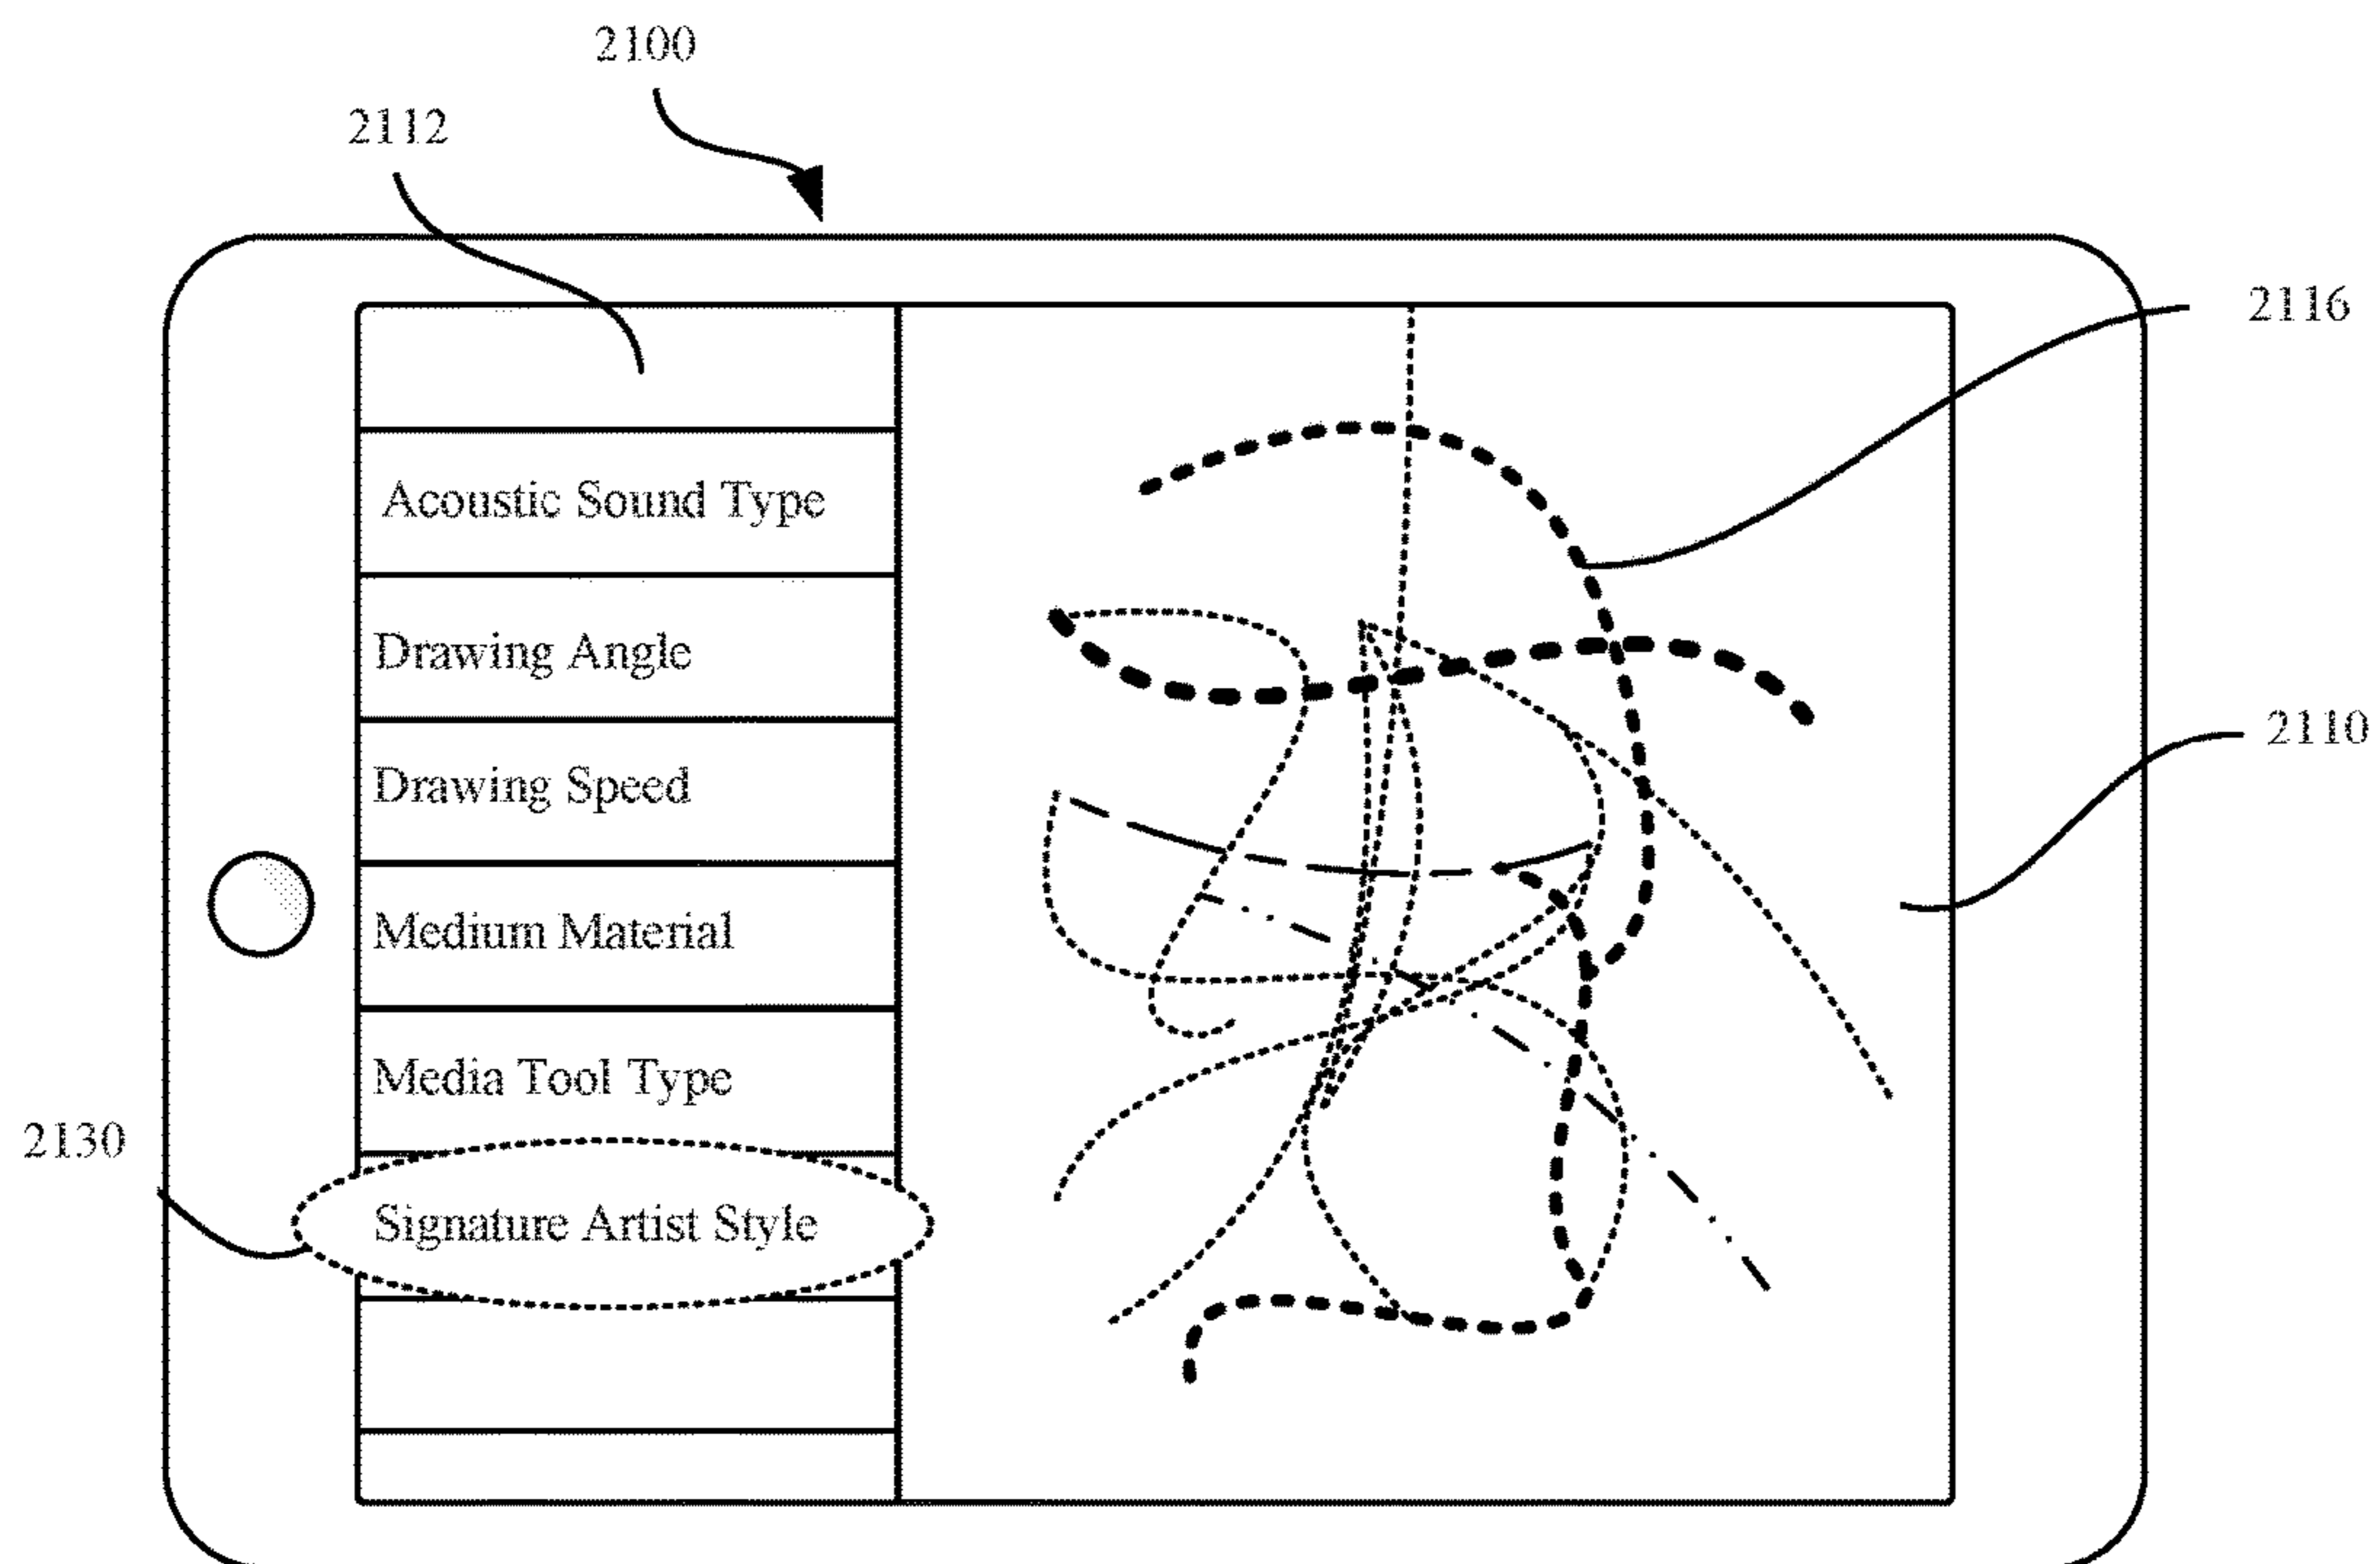 2100
2112
2116
Acoustic Sound Type
Drawing Angle
2110
Drawing Speed
Medium Material
Media Tool Type
2130
Signature Artist Style